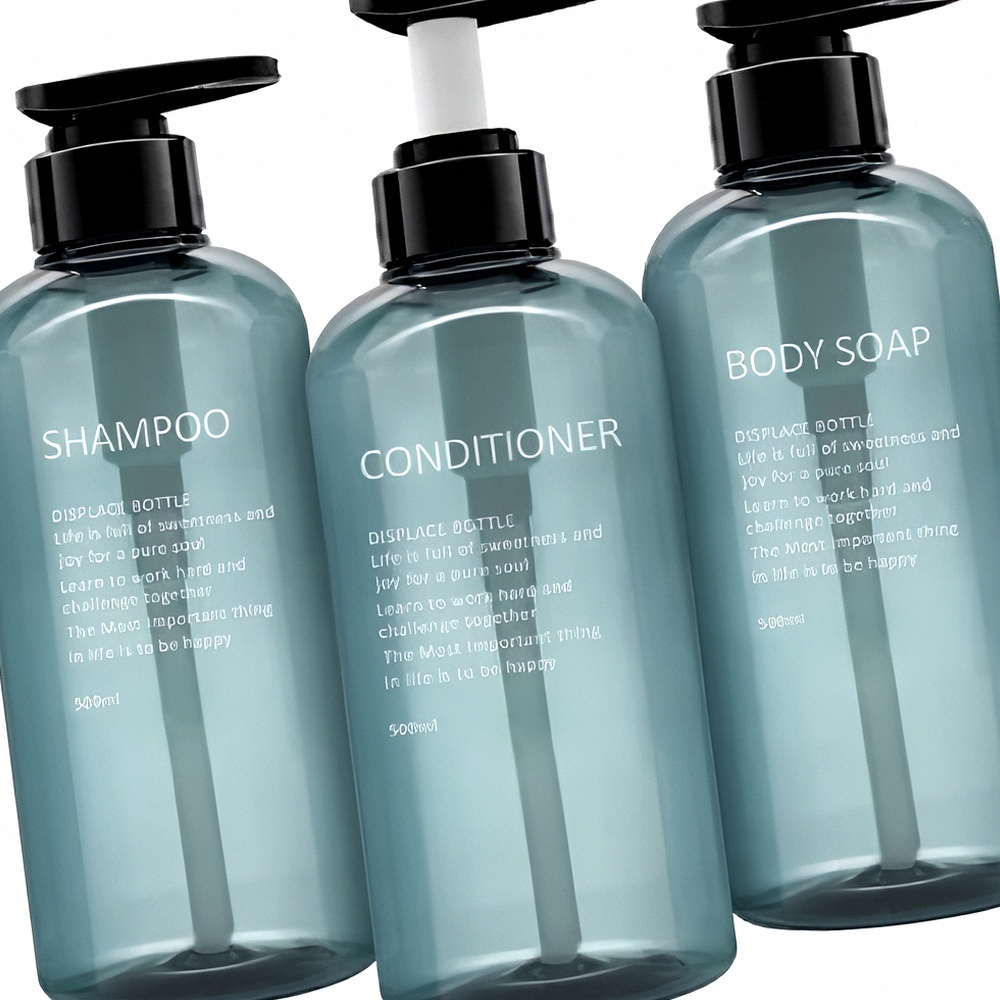 SHAMPOO
DISPLACE BOTTLE
Life is full of sweetness and
joy for a pure soul
Learn to work hard and
challenge together
The Most important thing
in life is to be happy
500ml
CONDITIONER
DISPLACE BOTTLE
Life is full of sweetness and
joy for a pure soul
Learn to work hard and
challenge together
The Most important thing
in life is to be happy
500ml
BODY SOAP
DISPLACE BOTTLE
Life is full of sweetness and
joy for a pure soul
Learn to work hard and
challenge together
The Most important thing
in life is to be happy
500ml